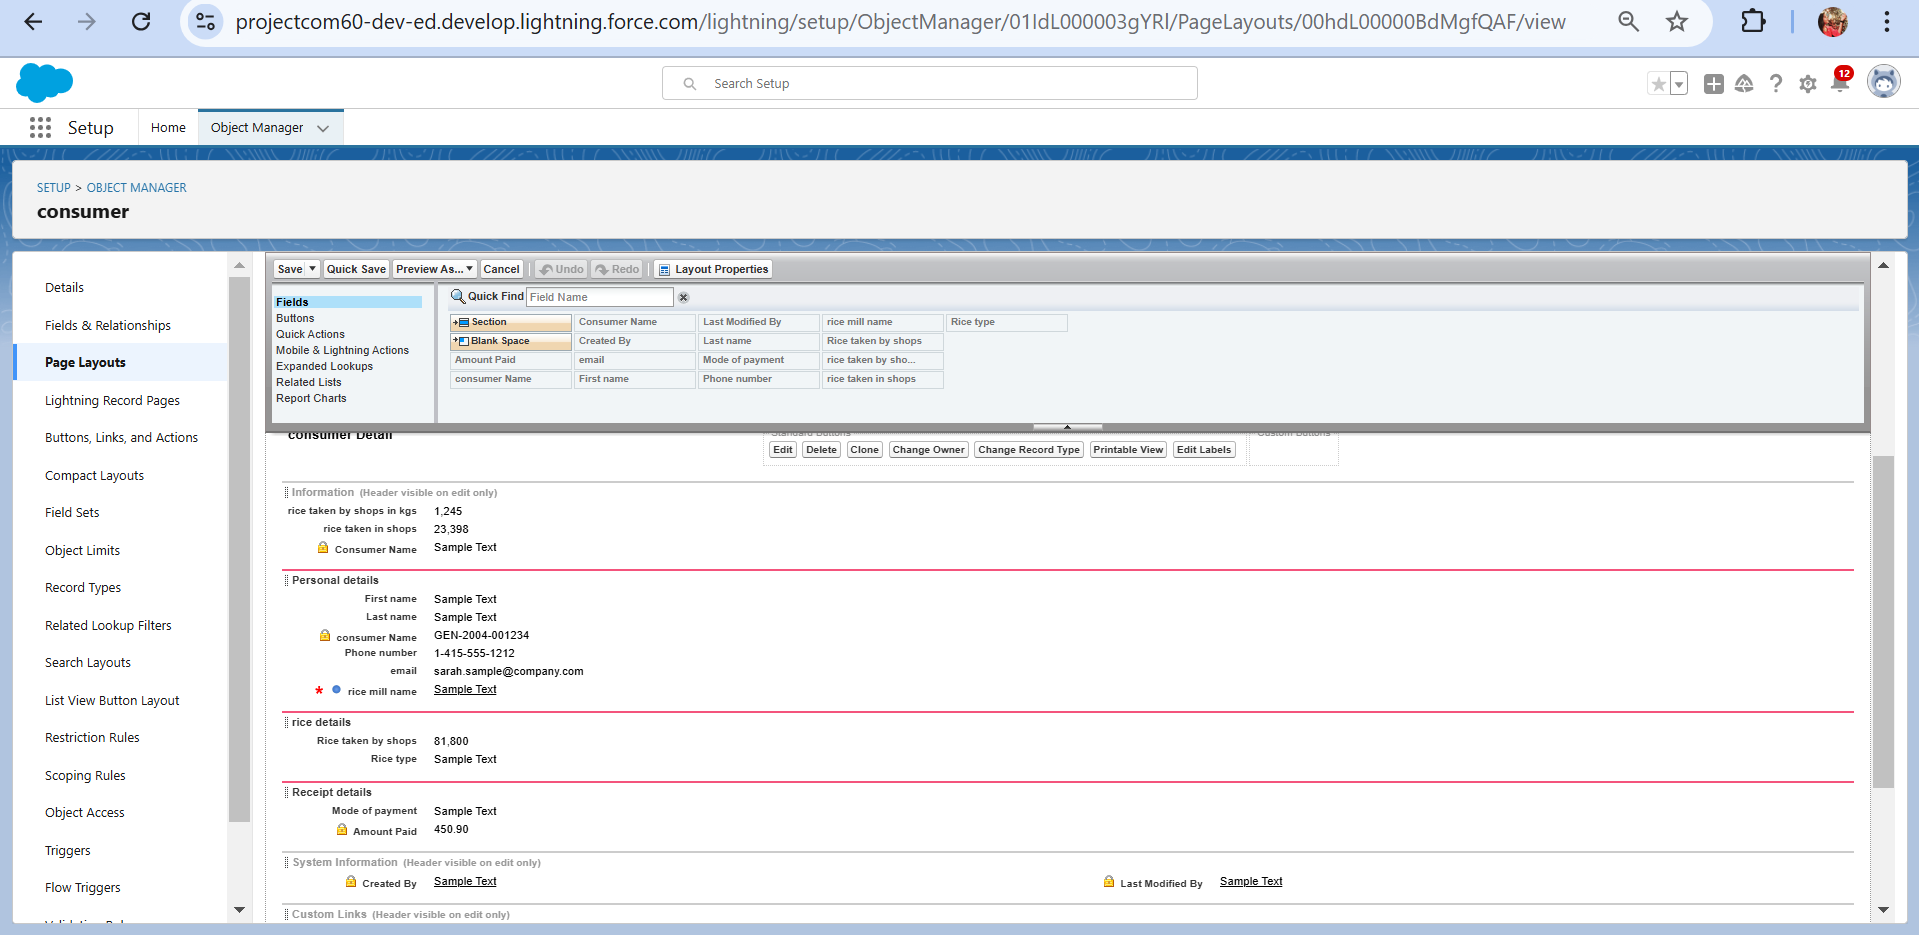 projectcom60-dev-ed.develop.lightning.force.com/lightning/setup/ObjectManager/01IdL000003gYRl/PageLayouts/00hdL00000BdMgfQAF/view
Search Setup
12
Setup
Home
Object Manager
SETUP > OBJECT MANAGER
consumer
Details
Fields & Relationships
Page Layouts
Lightning Record Pages
Buttons, Links, and Actions
Compact Layouts
Field Sets
Object Limits
Record Types
Related Lookup Filters
Search Layouts
List View Button Layout
Restriction Rules
Scoping Rules
Object Access
Triggers
Flow Triggers
Save Quick Save Preview As... Cancel Undo Redo Layout Properties
Fields
Buttons
Quick Actions
Mobile & Lightning Actions
Expanded Lookups
Related Lists
Report Charts
Quick Find Field Name
Section Consumer Name Last Modified By rice mill name Rice type
Blank Space Created By Last name Rice taken by shops
Amount Paid email Mode of payment rice taken by sho...
consumer Name First name Phone number rice taken in shops
consumer Detail
Standard Buttons Custom Buttons
Edit Delete Clone Change Owner Change Record Type Printable View Edit Labels
Information (Header visible on edit only)
rice taken by shops in kgs 1,245
rice taken in shops 23,398
Consumer Name Sample Text
Personal details
First name Sample Text
Last name Sample Text
consumer Name GEN-2004-001234
Phone number 1-415-555-1212
email sarah.sample@company.com
* rice mill name Sample Text
rice details
Rice taken by shops 81,800
Rice type Sample Text
Receipt details
Mode of payment Sample Text
Amount Paid 450.90
System Information (Header visible on edit only)
Created By Sample Text Last Modified By Sample Text
Custom Links (Header visible on edit only)